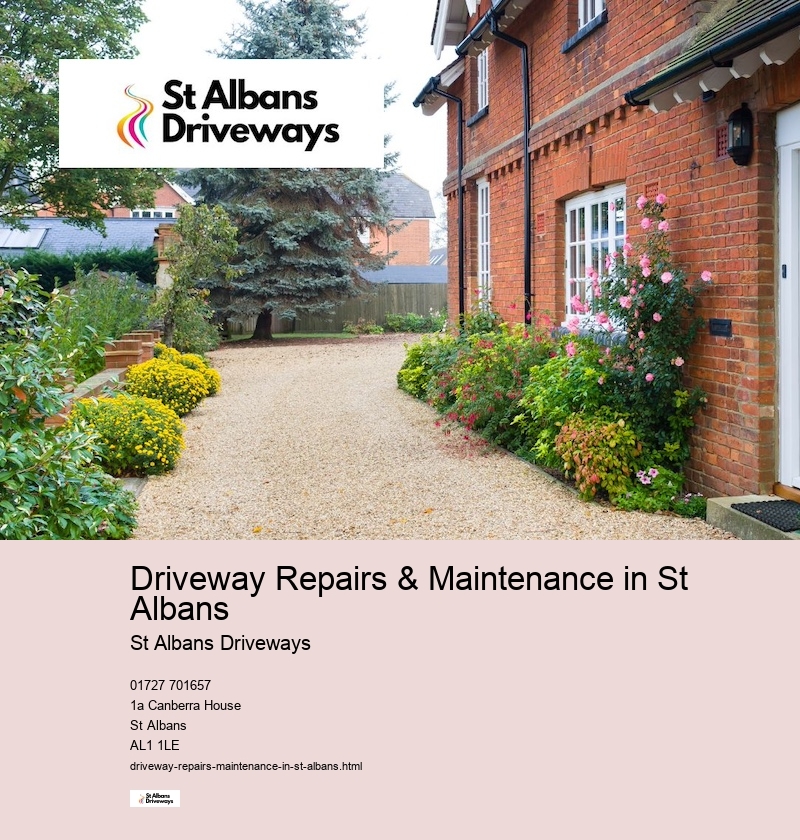 St Albans
Driveways
Driveway Repairs & Maintenance in St
Albans
St Albans Driveways
01727 701657
1a Canberra House
St Albans
AL1 1LE
driveway-repairs-maintenance-in-st-albans.html
St Albans
Driveways